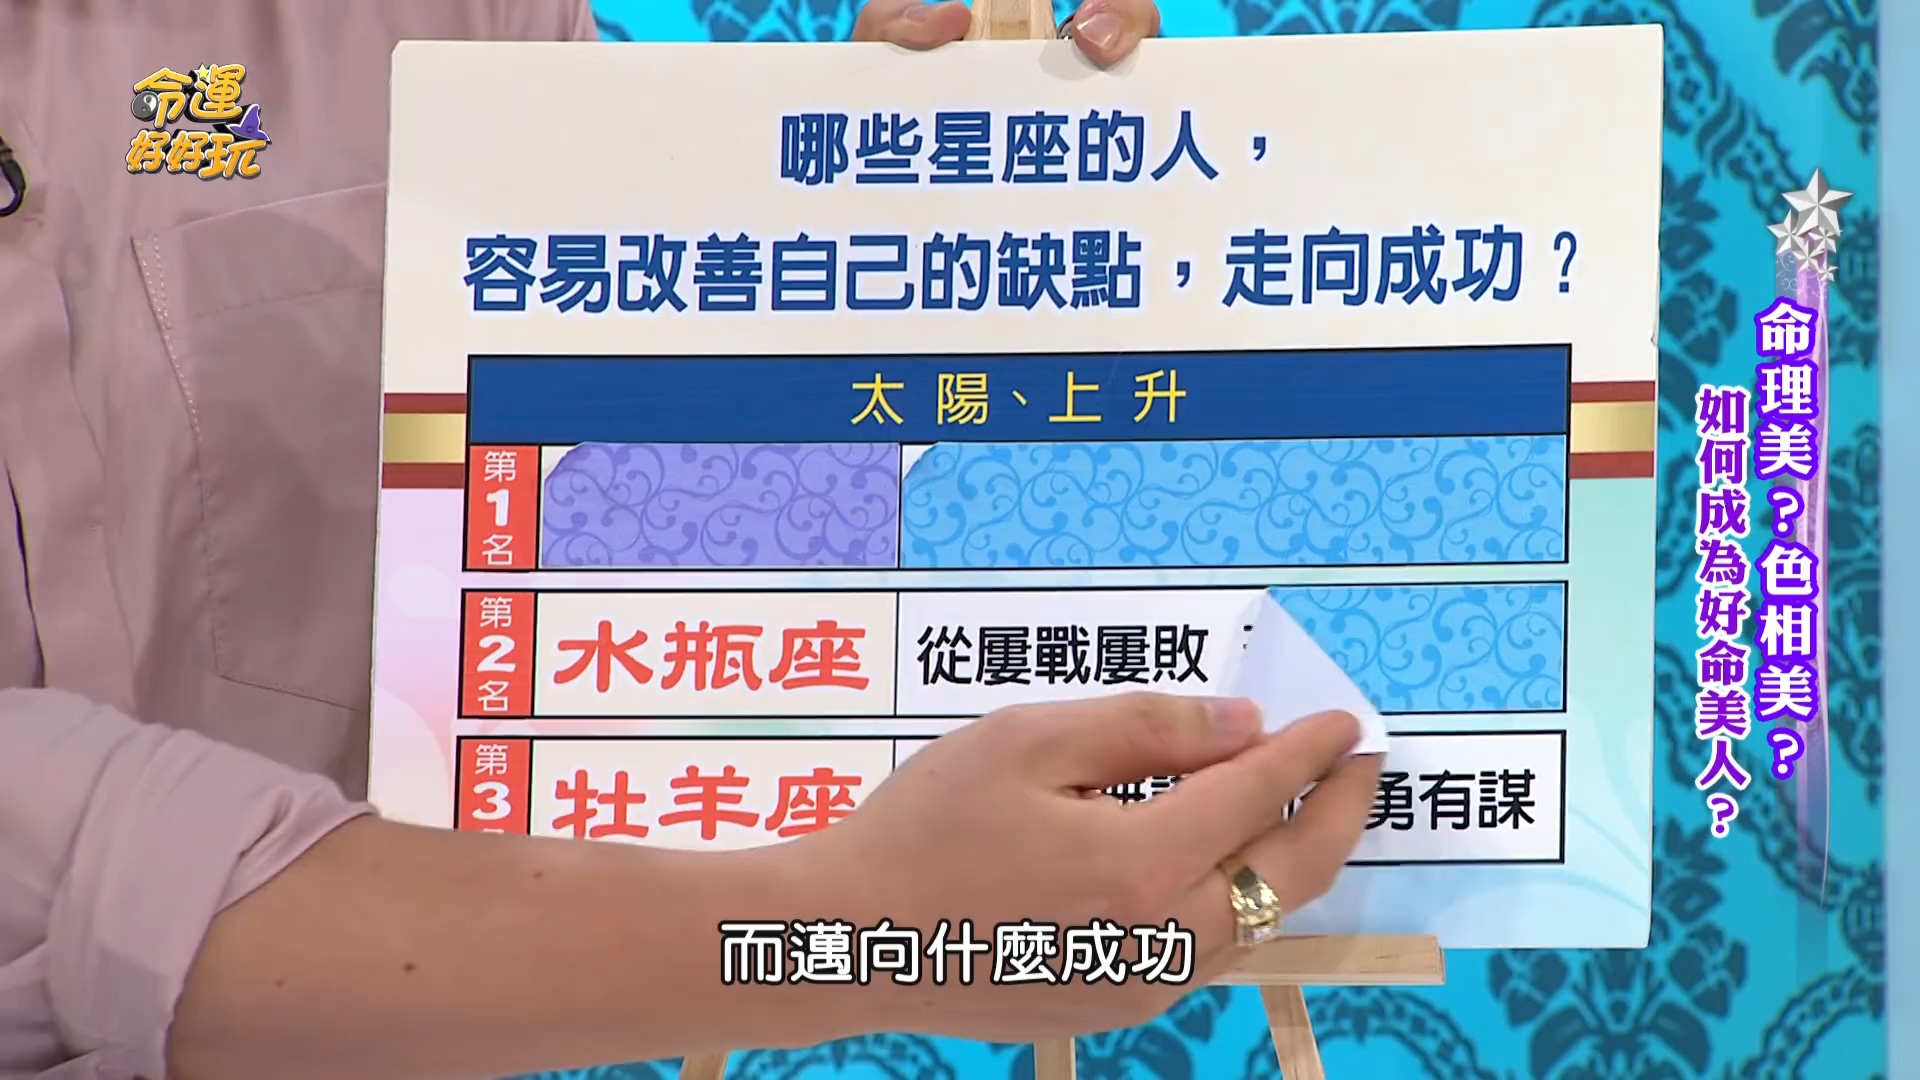 命運
好好玩
哪些星座的人，
容易改善自己的缺點，走向成功？
太陽、上升
第1名
第2名
水瓶座
從屢戰屢敗
第3
牡羊座
勇有謀
命理美？色相美？
如何成為好命美人？
而邁向什麼成功